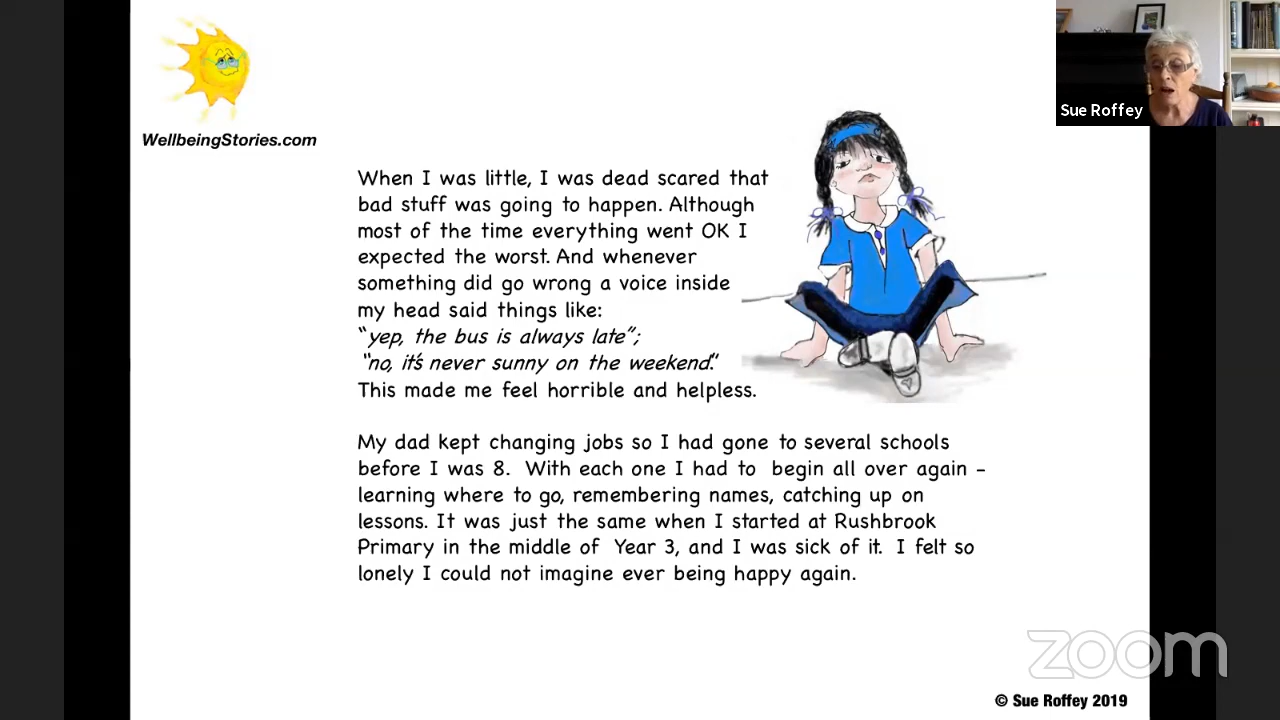 WellbeingStories.com
Sue Roffey
When I was little, I was dead scared that
bad stuff was going to happen. Although
most of the time everything went OK I
expected the worst. And whenever
something did go wrong a voice inside
my head said things like:
"yep, the bus is always late";
"no, it's never sunny on the weekend."
This made me feel horrible and helpless.
My dad kept changing jobs so I had gone to several schools
before I was 8. With each one I had to begin all over again –
learning where to go, remembering names, catching up on
lessons. It was just the same when I started at Rushbrook
Primary in the middle of Year 3, and I was sick of it. I felt so
lonely I could not imagine ever being happy again.
zoom
© Sue Roffey 2019